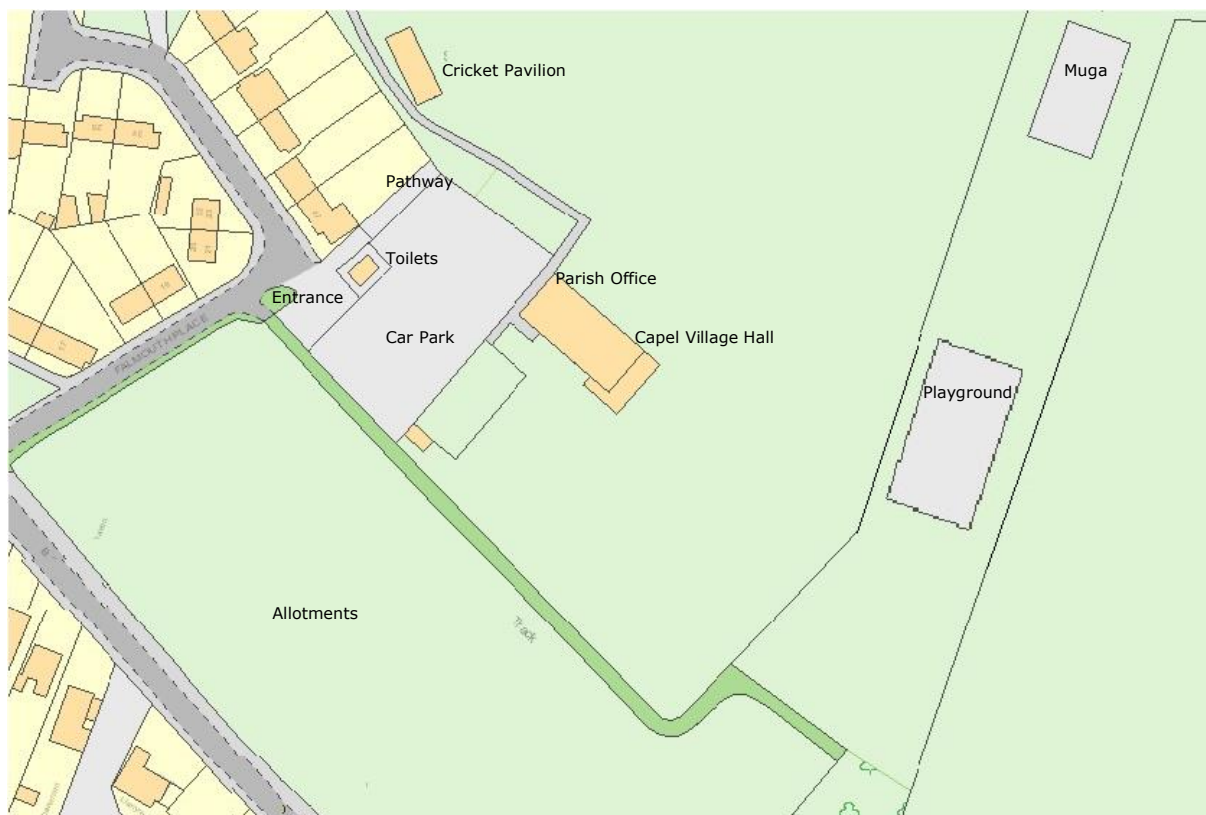 Cricket Pavilion
Muga
Pathway
Toilets
Parish Office
Entrance
Car Park
Capel Village Hall
FALMOUTH PLACE
Playground
Allotments
Track